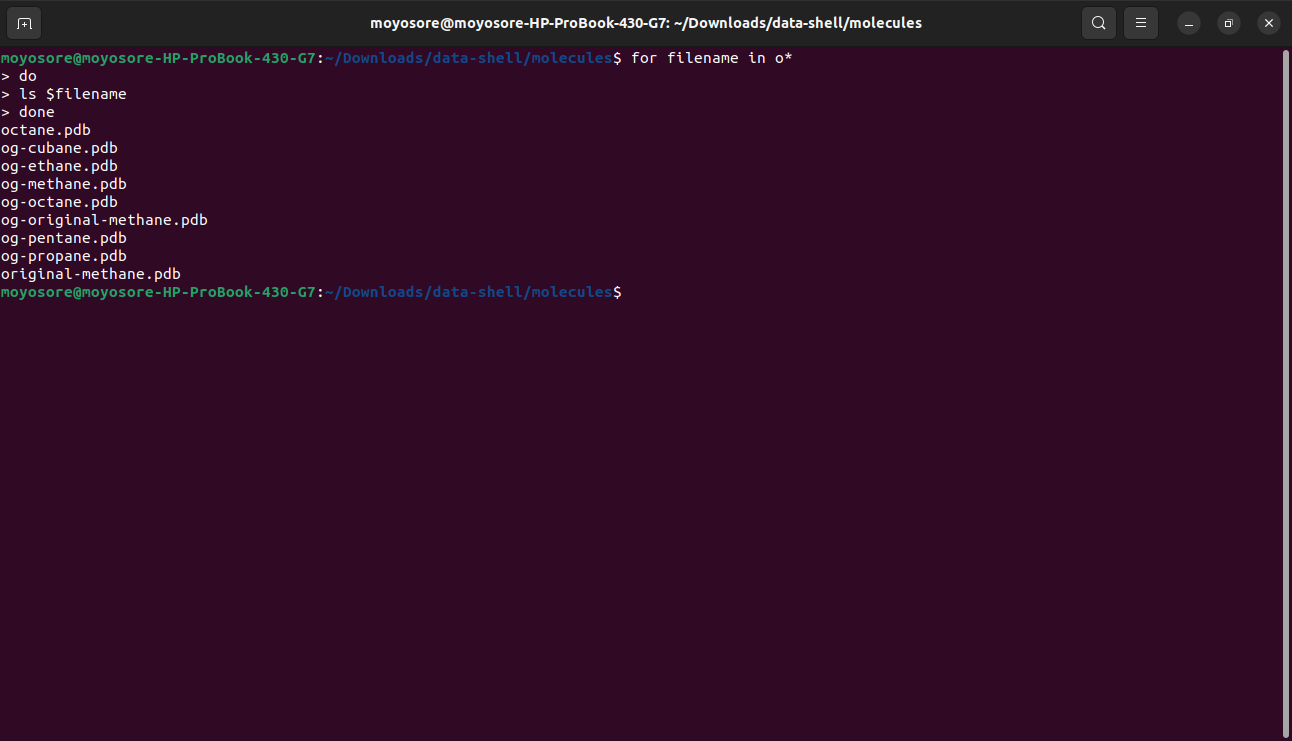 moyosore@moyosore-HP-ProBook-430-G7: ~/Downloads/data-shell/molecules
moyosore@moyosore-HP-ProBook-430-G7:~/Downloads/data-shell/molecules$ for filename in o*
> do
> ls $filename
> done
octane.pdb
og-cubane.pdb
og-ethane.pdb
og-methane.pdb
og-octane.pdb
og-original-methane.pdb
og-pentane.pdb
og-propane.pdb
original-methane.pdb
moyosore@moyosore-HP-ProBook-430-G7:~/Downloads/data-shell/molecules$